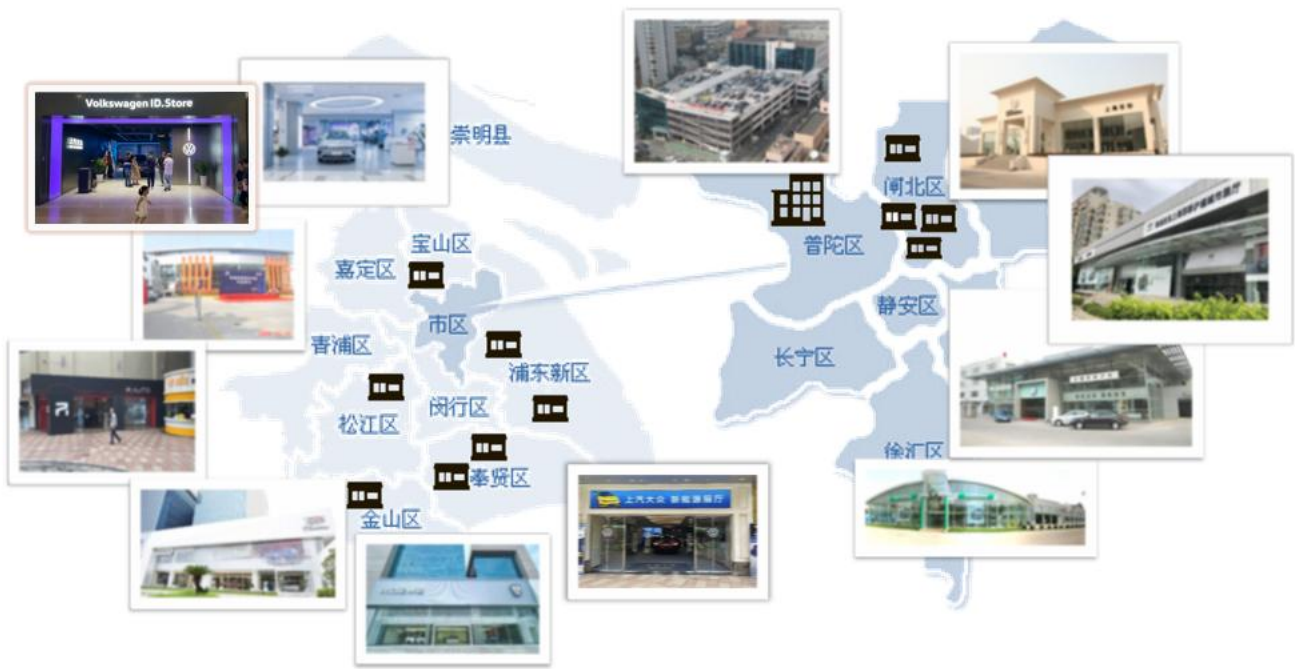 Volkswagen ID.Store
崇明县
宝山区
嘉定区
市区
青浦区
浦东新区
松江区
闵行区
奉贤区
金山区
闸北区
普陀区
静安区
长宁区
徐汇区
上汽大众 新能源展厅